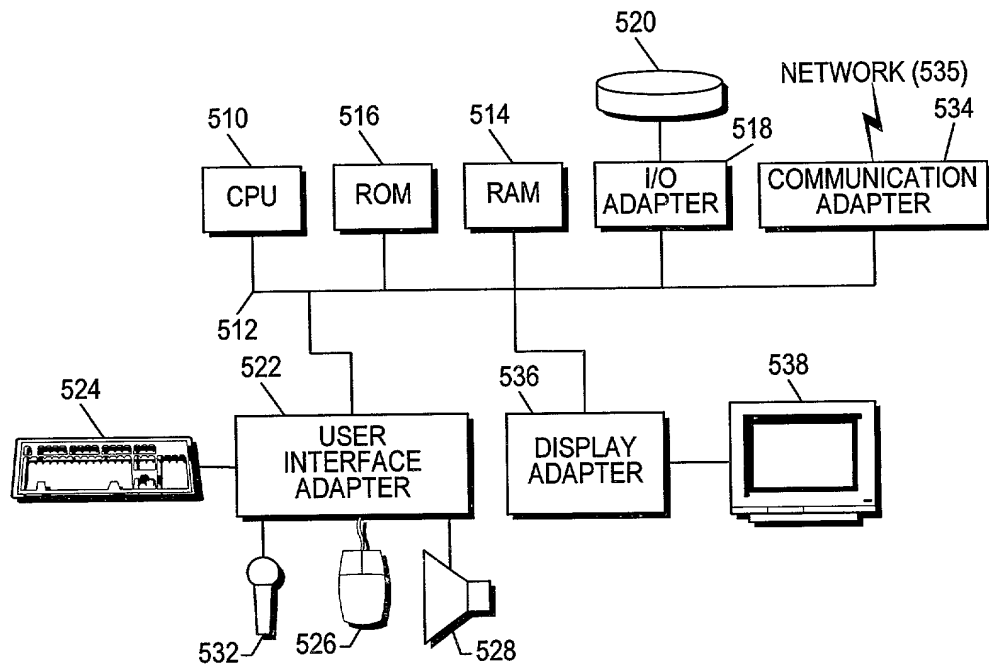 520
NETWORK (535)
510
516
514
518
534
CPU
ROM
RAM
I/O
ADAPTER
COMMUNICATION
ADAPTER
512
522
524
536
538
USER
INTERFACE
ADAPTER
DISPLAY
ADAPTER
532
526
528